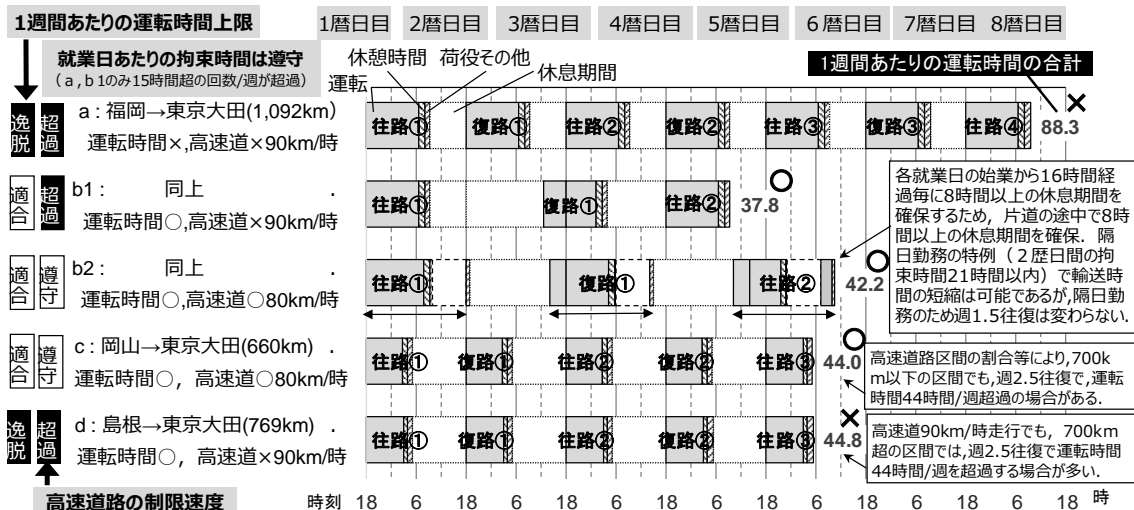 1週間あたりの運転時間上限
1暦日目 2暦日目 3暦日目 4暦日目 5暦日目 6暦日目 7暦日目 8暦日目
就業日あたりの拘束時間は遵守
(a,b1のみ15時間超の回数/週が超過)
休憩時間 荷役その他
運転 休息期間
1週間あたりの運転時間の合計
逸脱 超過
a：福岡→東京大田(1,092km)
運転時間×,高速道×90km/時
往路① 復路① 往路② 復路② 往路③ 復路③ 往路④ 88.3 ×
適合 超過
b1： 同上 .
運転時間○,高速道×90km/時
往路① 復路① 往路② 37.8 ○
各就業日の始業から16時間経
過毎に8時間以上の休息期間を
確保するため，片道の途中で8時
間以上の休息期間を確保．隔
日勤務の特例（２歴日間の拘
束時間21時間以内）で輸送時
間の短縮は可能であるが,隔日勤
務のため週1.5往復は変わらない.
適合 遵守
b2： 同上 .
運転時間○,高速道○80km/時
往路① 復路① 往路② 42.2 ○
適合 遵守
c：岡山→東京大田(660km) .
運転時間○，高速道○80km/時
往路① 復路① 往路② 復路② 往路③ 44.0 ○
高速道路区間の割合等により,700k
m以下の区間でも,週2.5往復で,運転
時間44時間/週超過の場合がある.
逸脱 超過
d：島根→東京大田(769km) .
運転時間○，高速道×90km/時
往路① 復路① 往路② 復路② 往路③ 44.8 ×
高速道90km/時走行でも，700km
超の区間では,週2.5往復で運転時間
44時間/週を超過する場合が多い.
高速道路の制限速度
時刻 18 6 18 6 18 6 18 6 18 6 18 6 18 6 18 時